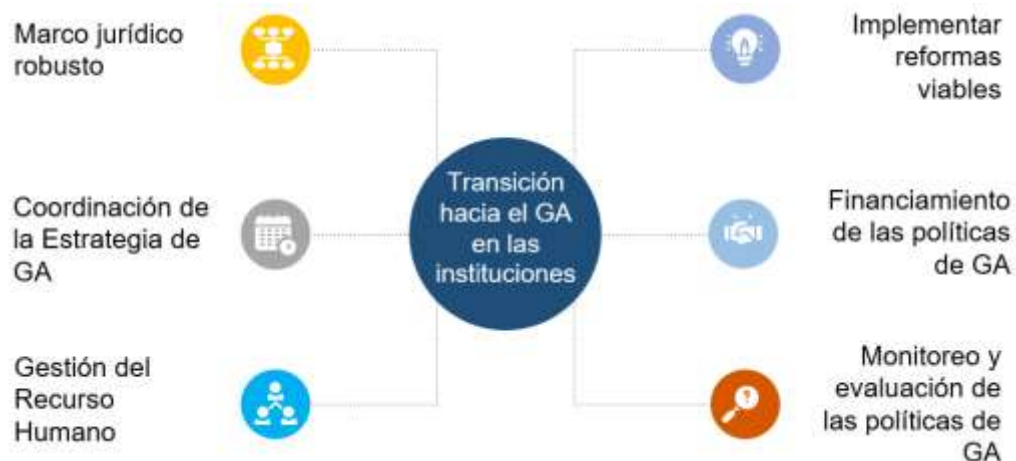 Marco jurídico
robusto
Coordinación de
la Estrategia de
GA
Gestión del
Recurso
Humano
Transición
hacia el GA
en las
instituciones
Implementar
reformas
viables
Financiamiento
de las políticas
de GA
Monitoreo y
evaluación de
las políticas de
GA